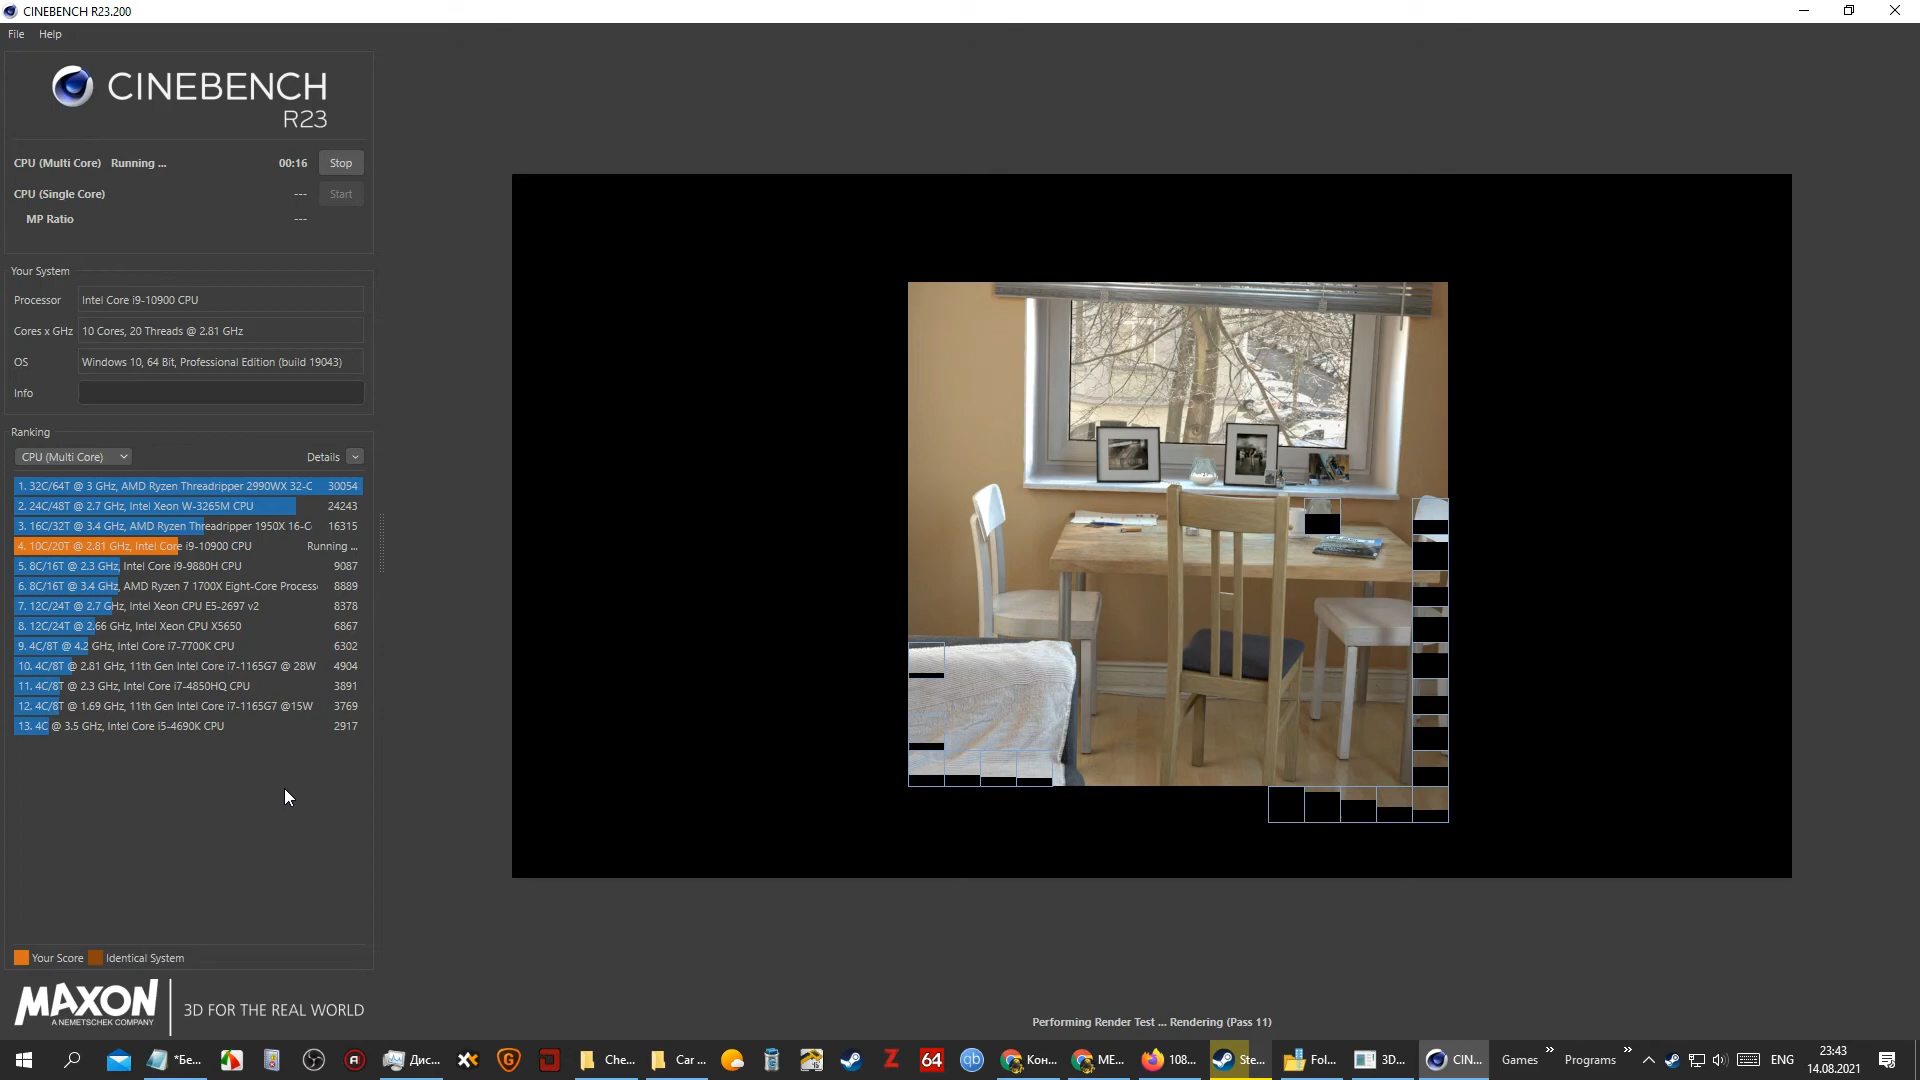 CINEBENCH R23.200
File Help
CINEBENCH
R23
CPU (Multi Core) Running ... 00:16 Stop
CPU (Single Core) --- Start
MP Ratio ---
Your System
Processor Intel Core i9-10900 CPU
Cores x GHz 10 Cores, 20 Threads @ 2.81 GHz
OS Windows 10, 64 Bit, Professional Edition (build 19043)
Info
Ranking
CPU (Multi Core) Details
1. 32C/64T @ 3 GHz, AMD Ryzen Threadripper 2990WX 32-C 30054
2. 24C/48T @ 2.7 GHz, Intel Xeon W-3265M CPU 24243
3. 16C/32T @ 3.4 GHz, AMD Ryzen Threadripper 1950X 16-C 16315
4. 10C/20T @ 2.81 GHz, Intel Core i9-10900 CPU Running ...
5. 8C/16T @ 2.3 GHz, Intel Core i9-9880H CPU 9087
6. 8C/16T @ 3.4 GHz, AMD Ryzen 7 1700X Eight-Core Process 8889
7. 12C/24T @ 2.7 GHz, Intel Xeon CPU E5-2697 v2 8378
8. 12C/24T @ 2.66 GHz, Intel Xeon CPU X5650 6867
9. 4C/8T @ 4.2 GHz, Intel Core i7-7700K CPU 6302
10. 4C/8T @ 2.81 GHz, 11th Gen Intel Core i7-1165G7 @ 28W 4904
11. 4C/8T @ 2.3 GHz, Intel Core i7-4850HQ CPU 3891
12. 4C/8T @ 1.69 GHz, 11th Gen Intel Core i7-1165G7 @15W 3769
13. 4C @ 3.5 GHz, Intel Core i5-4690K CPU 2917
Your Score Identical System
MAXON
A NEMETSCHEK COMPANY
3D FOR THE REAL WORLD
Performing Render Test ... Rendering (Pass 11)
*Бе... Дис... Che... Car ... 64 qb Кон... ME... 108... Ste... Fol... 3D... CIN... Games » Programs » ENG 23:43
14.08.2021